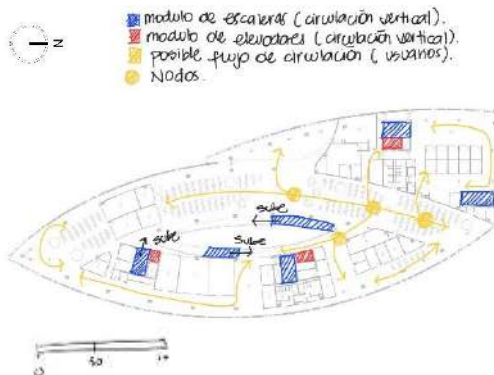 N
modulo de escaleras (circulación vertical).
modulo de elevadores (circulación vertical).
posible flujo de circulación (usuarios).
Nodos.
sube
sube
sube
0